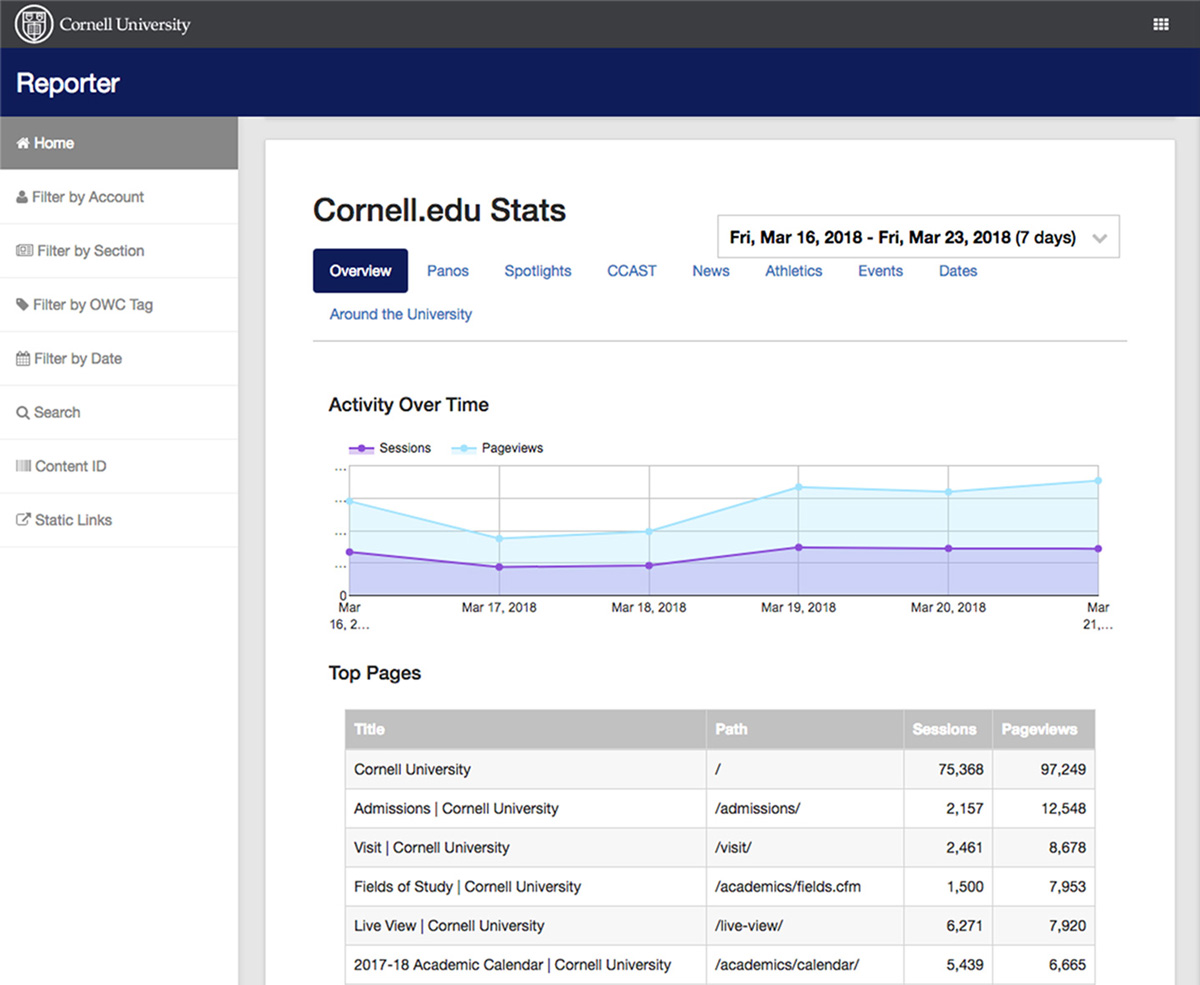 Cornell University
Reporter
Home
Filter by Account
Filter by Section
Filter by OWC Tag
Filter by Date
Search
Content ID
Static Links
Cornell.edu Stats
Fri, Mar 16, 2018 - Fri, Mar 23, 2018 (7 days)
Overview Panos Spotlights CCAST News Athletics Events Dates
Around the University
Activity Over Time
Sessions Pageviews
...
...
...
...
0
Mar Mar 17, 2018 Mar 18, 2018 Mar 19, 2018 Mar 20, 2018 Mar
16, 2... 21,...
Top Pages
Title Path Sessions Pageviews
Cornell University / 75,368 97,249
Admissions | Cornell University /admissions/ 2,157 12,548
Visit | Cornell University /visit/ 2,461 8,678
Fields of Study | Cornell University /academics/fields.cfm 1,500 7,953
Live View | Cornell University /live-view/ 6,271 7,920
2017-18 Academic Calendar | Cornell University /academics/calendar/ 5,439 6,665